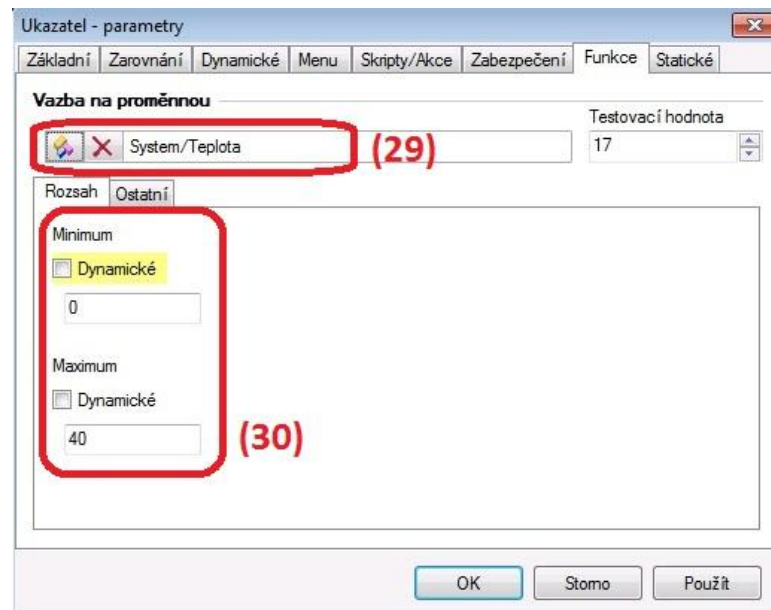 Ukazatel - parametry
Základní Zarovnání Dynamické Menu Skripty/Akce Zabezpečení Funkce Statické
Vazba na proměnnou
Testovací hodnota
System/Teplota (29) 17
Rozsah Ostatní
Minimum
Dynamické
0
Maximum
Dynamické
40 (30)
OK Storno Použít